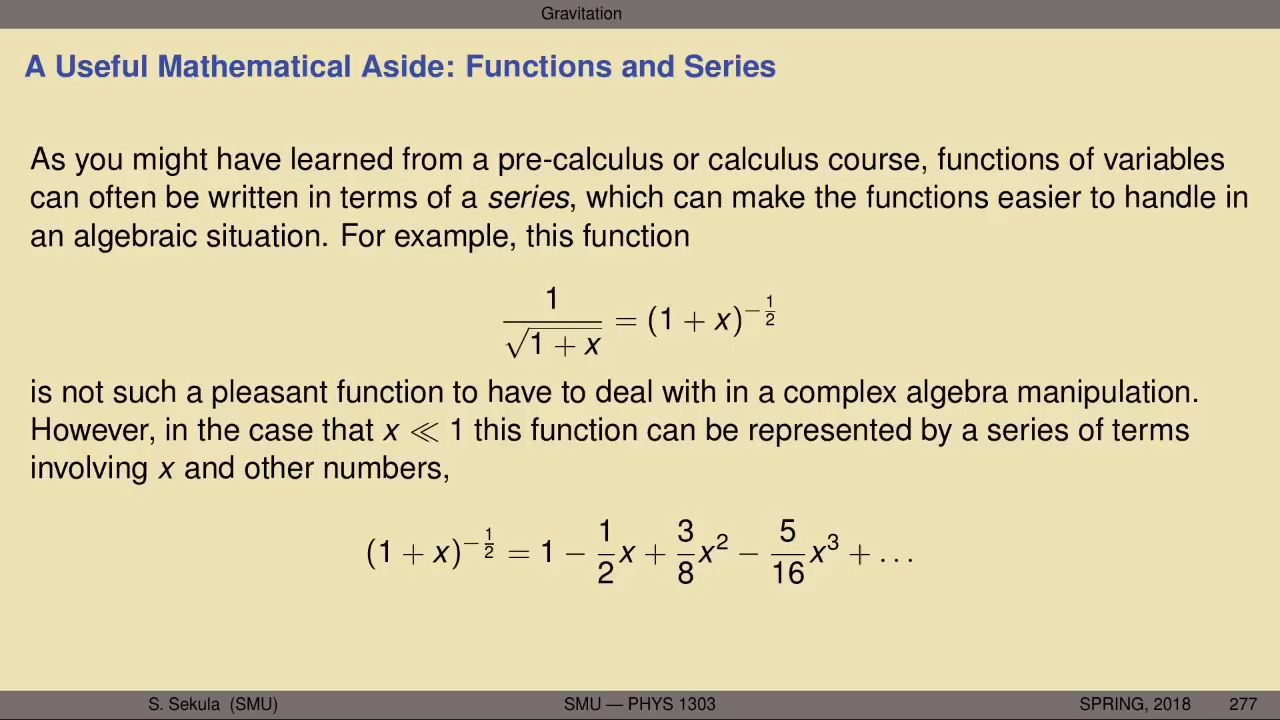 Gravitation
A Useful Mathematical Aside: Functions and Series
As you might have learned from a pre-calculus or calculus course, functions of variables
can often be written in terms of a series, which can make the functions easier to handle in
an algebraic situation. For example, this function
1/√(1 + x) = (1 + x)^(−1/2)
is not such a pleasant function to have to deal with in a complex algebra manipulation.
However, in the case that x ≪ 1 this function can be represented by a series of terms
involving x and other numbers,
(1 + x)^(−1/2) = 1 − 1/2 x + 3/8 x² − 5/16 x³ + . . .
S. Sekula (SMU) SMU — PHYS 1303 SPRING, 2018 277